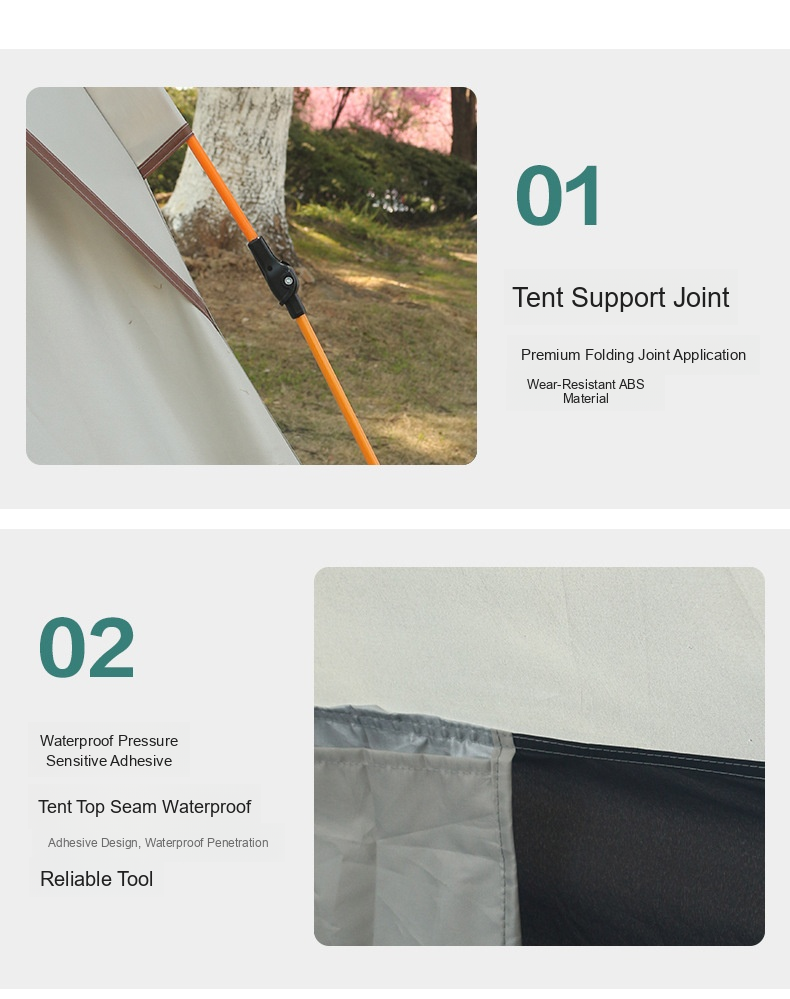 01
Tent Support Joint
Premium Folding Joint Application
Wear-Resistant ABS
Material
02
Waterproof Pressure
Sensitive Adhesive
Tent Top Seam Waterproof
Adhesive Design, Waterproof Penetration
Reliable Tool